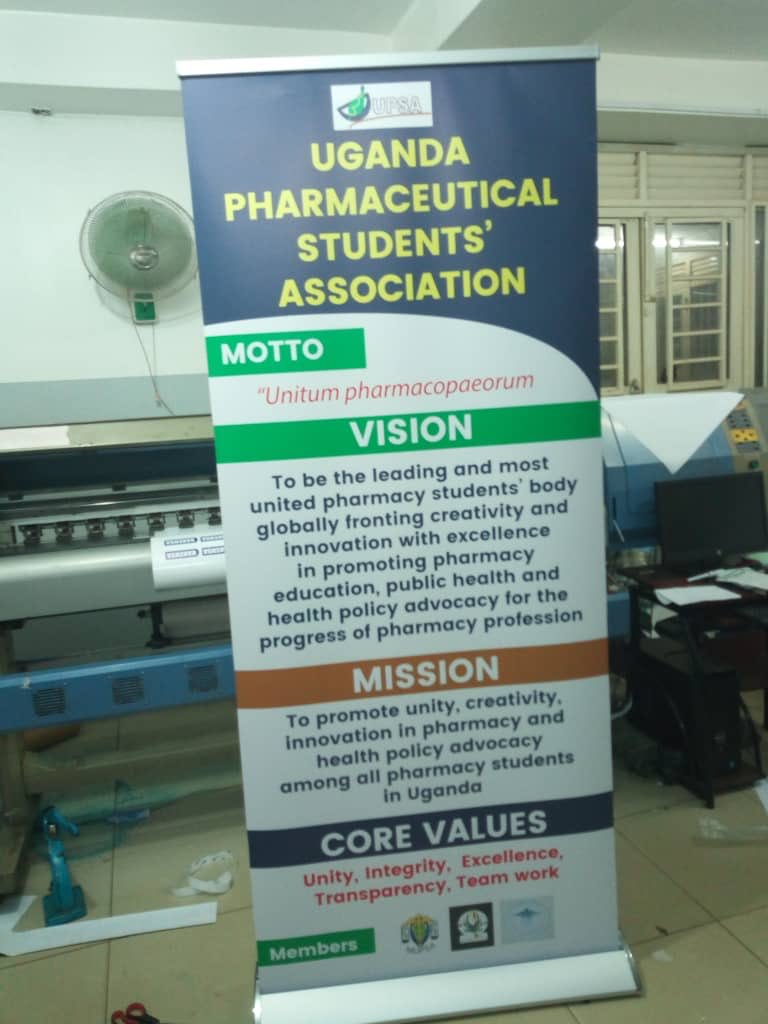 UPSA
UGANDA
PHARMACEUTICAL
STUDENTS'
ASSOCIATION
MOTTO
"Unitum pharmacopaeorum
VISION
To be the leading and most
united pharmacy students' body
globally fronting creativity and
innovation with excellence
in promoting pharmacy
education, public health and
health policy advocacy for the
progress of pharmacy profession
MISSION
To promote unity, creativity,
innovation in pharmacy and
health policy advocacy
among all pharmacy students
in Uganda
CORE VALUES
Unity, Integrity, Excellence,
Transparency, Team work
Members